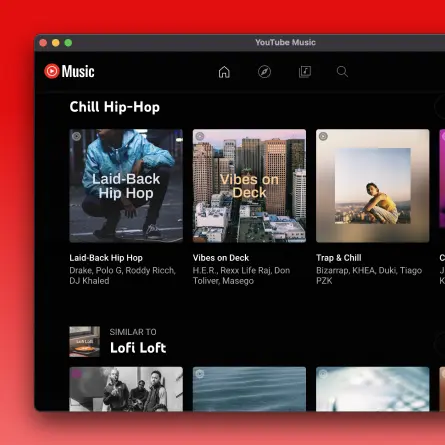 YouTube Music
Music
Chill Hip-Hop
Laid-Back
Hip Hop
Vibes on
Deck
Laid-Back Hip Hop
Drake, Polo G, Roddy Ricch,
DJ Khaled
Vibes on Deck
H.E.R., Rexx Life Raj, Don
Toliver, Masego
Trap & Chill
Bizarrap, KHEA, Duki, Tiago
PZK
SIMILAR TO
Lofi Loft